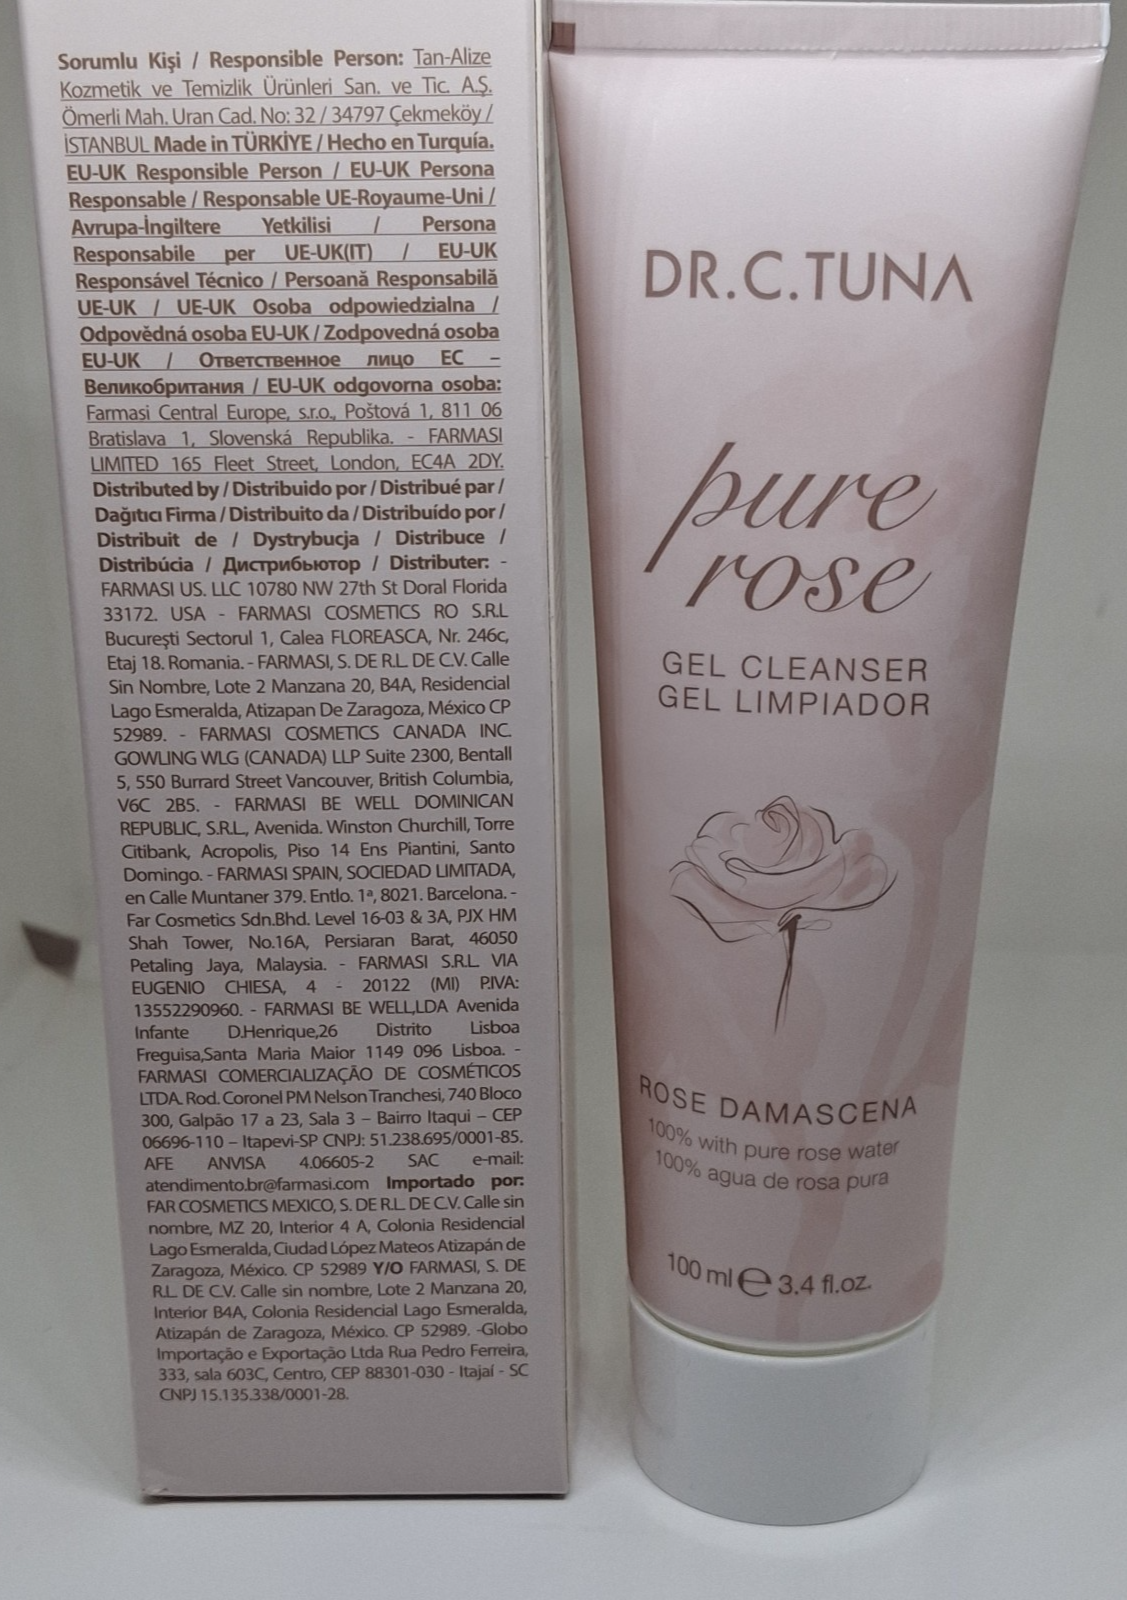 Sorumlu Kişi / Responsible Person: Tan-Alize
Kozmetik ve Temizlik Ürünleri San. ve Tic. A.Ş.
Ömerli Mah. Uran Cad. No: 32 / 34797 Çekmeköy /
İSTANBUL Made in TÜRKİYE / Hecho en Turquía.
EU-UK Responsible Person / EU-UK Persona
Responsable / Responsable UE-Royaume-Uni /
Avrupa-İngiltere Yetkilisi / Persona
Responsabile per UE-UK(IT) / EU-UK
Responsável Técnico / Persoană Responsabilă
UE-UK / UE-UK Osoba odpowiedzialna /
Odpovědná osoba EU-UK / Zodpovedná osoba
EU-UK / Ответственное лицо ЕС –
Великобритания / EU-UK odgovorna osoba:
Farmasi Central Europe, s.r.o., Poštová 1, 811 06
Bratislava 1, Slovenská Republika. - FARMASI
LIMITED 165 Fleet Street, London, EC4A 2DY.
Distributed by / Distribuido por / Distribué par /
Dağıtıcı Firma / Distribuito da / Distribuído por /
Distribuit de / Dystrybucja / Distribuce /
Distribúcia / Дистрибьютор / Distributer: -
FARMASI US. LLC 10780 NW 27th St Doral Florida
33172. USA - FARMASI COSMETICS RO S.R.L
Bucureşti Sectorul 1, Calea FLOREASCA, Nr. 246c,
Etaj 18. Romania. - FARMASI, S. DE R.L. DE C.V. Calle
Sin Nombre, Lote 2 Manzana 20, B4A, Residencial
Lago Esmeralda, Atizapan De Zaragoza, México CP
52989. - FARMASI COSMETICS CANADA INC.
GOWLING WLG (CANADA) LLP Suite 2300, Bentall
5, 550 Burrard Street Vancouver, British Columbia,
V6C 2B5. - FARMASI BE WELL DOMINICAN
REPUBLIC, S.R.L., Avenida. Winston Churchill, Torre
Citibank, Acropolis, Piso 14 Ens Piantini, Santo
Domingo. - FARMASI SPAIN, SOCIEDAD LIMITADA,
en Calle Muntaner 379. Entlo. 1ª, 8021. Barcelona. -
Far Cosmetics Sdn.Bhd. Level 16-03 & 3A, PJX HM
Shah Tower, No.16A, Persiaran Barat, 46050
Petaling Jaya, Malaysia. - FARMASI S.R.L. VIA
EUGENIO CHIESA, 4 - 20122 (MI) P.IVA:
13552290960. - FARMASI BE WELL,LDA Avenida
Infante D.Henrique,26 Distrito Lisboa
Freguisa,Santa Maria Maior 1149 096 Lisboa. -
FARMASI COMERCIALIZAÇÃO DE COSMÉTICOS
LTDA. Rod. Coronel PM Nelson Tranchesi, 740 Bloco
300, Galpão 17 a 23, Sala 3 – Bairro Itaqui – CEP
06696-110 – Itapevi-SP CNPJ: 51.238.695/0001-85.
AFE ANVISA 4.06605-2 SAC e-mail:
atendimento.br@farmasi.com Importado por:
FAR COSMETICS MEXICO, S. DE R.L. DE C.V. Calle sin
nombre, MZ 20, Interior 4 A, Colonia Residencial
Lago Esmeralda, Ciudad López Mateos Atizapán de
Zaragoza, México. CP 52989 Y/O FARMASI, S. DE
R.L. DE C.V. Calle sin nombre, Lote 2 Manzana 20,
Interior B4A, Colonia Residencial Lago Esmeralda,
Atizapán de Zaragoza, México. CP 52989. -Globo
Importação e Exportação Ltda Rua Pedro Ferreira,
333, sala 603C, Centro, CEP 88301-030 - Itajaí - SC
CNPJ 15.135.338/0001-28.
DR.C.TUNA
pure
rose
GEL CLEANSER
GEL LIMPIADOR
ROSE DAMASCENA
100% with pure rose water
100% agua de rosa pura
100 ml ℮ 3.4 fl.oz.